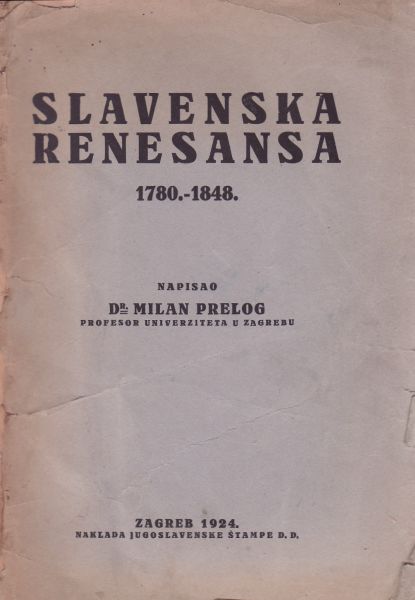 SLAVENSKA
RENESANSA
1780.-1848.
NAPISAO
DR. MILAN PRELOG
PROFESOR UNIVERZITETA U ZAGREBU
ZAGREB 1924.
NAKLADA JUGOSLAVENSKE ŠTAMPE D. D.